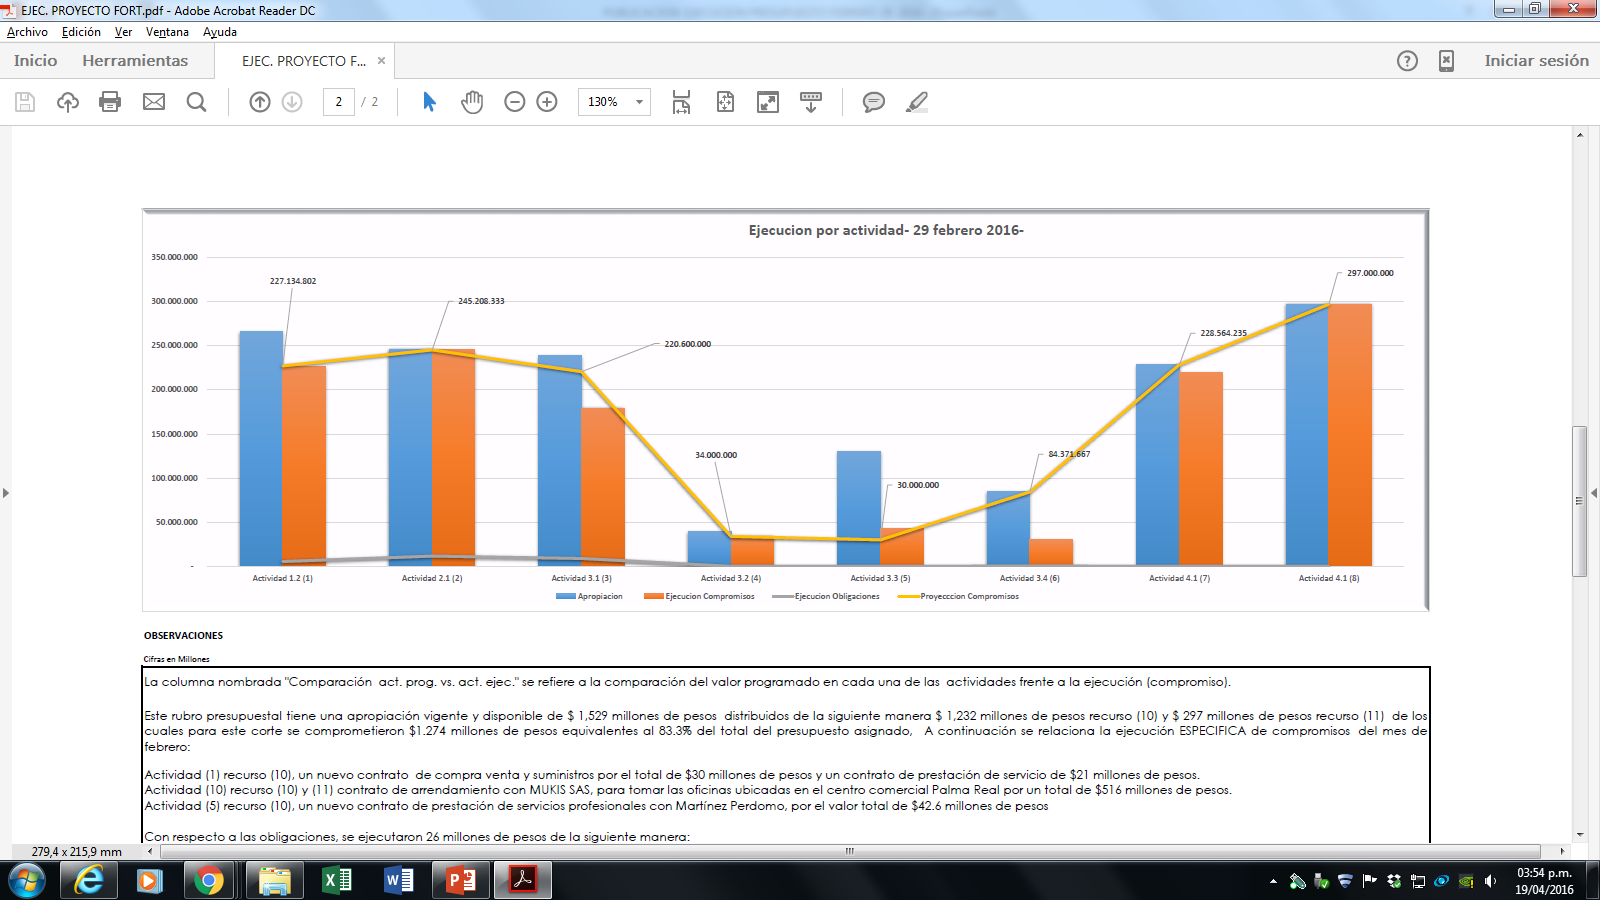 EJEC. PROYECTO FORT.pdf - Adobe Acrobat Reader DC
Archivo Edición Ver Ventana Ayuda
Inicio Herramientas EJEC. PROYECTO F... × Iniciar sesión
2 / 2 130%
Ejecucion por actividad- 29 febrero 2016-
350.000.000
300.000.000
250.000.000
200.000.000
150.000.000
100.000.000
50.000.000
-
227.134.802
245.208.333
220.600.000
34.000.000
30.000.000
84.371.667
228.564.235
297.000.000
Actividad 1.2 (1) Actividad 2.1 (2) Actividad 3.1 (3) Actividad 3.2 (4) Actividad 3.3 (5) Actividad 3.4 (6) Actividad 4.1 (7) Actividad 4.1 (8)
Apropiacion Ejecucion Compromisos Ejecucion Obligaciones Proyecccion Compromisos
OBSERVACIONES
Cifras en Millones
La columna nombrada "Comparación act. prog. vs. act. ejec." se refiere a la comparación del valor programado en cada una de las actividades frente a la ejecución (compromiso).
Este rubro presupuestal tiene una apropiación vigente y disponible de $ 1,529 millones de pesos distribuidos de la siguiente manera $ 1,232 millones de pesos recurso (10) y $ 297 millones de pesos recurso (11) de los
cuales para este corte se comprometieron $1.274 millones de pesos equivalentes al 83.3% del total del presupuesto asignado, A continuación se relaciona la ejecución ESPECIFICA de compromisos del mes de
febrero:
Actividad (1) recurso (10), un nuevo contrato de compra venta y suministros por el total de $30 millones de pesos y un contrato de prestación de servicio de $21 millones de pesos.
Actividad (10) recurso (10) y (11) contrato de arrendamiento con MUKIS SAS, para tomar las oficinas ubicadas en el centro comercial Palma Real por un total de $516 millones de pesos.
Actividad (5) recurso (10), un nuevo contrato de prestación de servicios profesionales con Martínez Perdomo, por el valor total de $42.6 millones de pesos
Con respecto a las obligaciones, se ejecutaron 26 millones de pesos de la siguiente manera:
279,4 x 215,9 mm
03:54 p.m.
19/04/2016